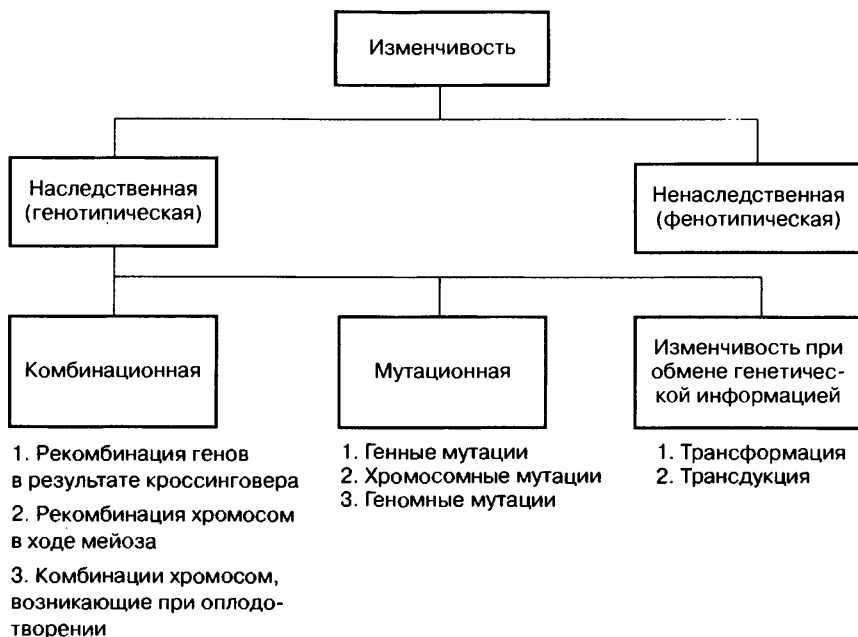 Изменчивость
Наследственная
(генотипическая)
Ненаследственная
(фенотипическая)
Комбинационная
Мутационная
Изменчивость при
обмене генетичес-
кой информацией
1. Рекомбинация генов
в результате кроссинговера
2. Рекомбинация хромосом
в ходе мейоза
3. Комбинации хромосом,
возникающие при оплодо-
творении
1. Генные мутации
2. Хромосомные мутации
3. Геномные мутации
1. Трансформация
2. Трансдукция